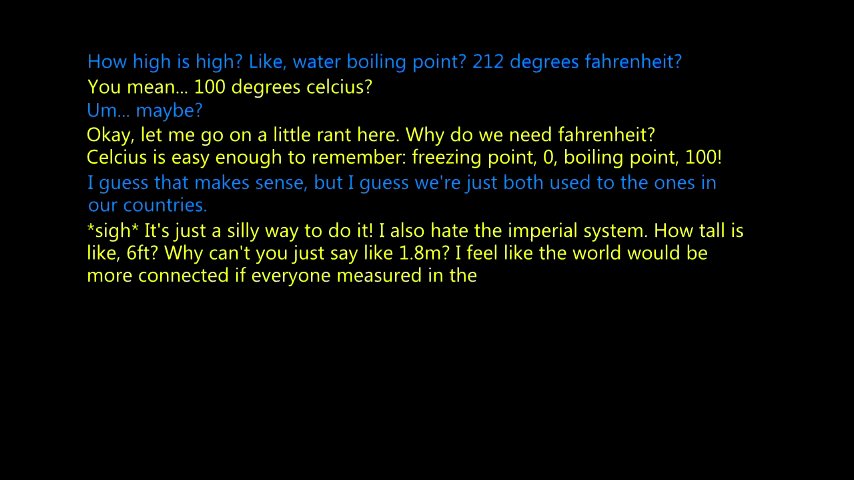 How high is high? Like, water boiling point? 212 degrees fahrenheit?
You mean... 100 degrees celcius?
Um... maybe?
Okay, let me go on a little rant here. Why do we need fahrenheit?
Celcius is easy enough to remember: freezing point, 0, boiling point, 100!
I guess that makes sense, but I guess we're just both used to the ones in
our countries.
*sigh* It's just a silly way to do it! I also hate the imperial system. How tall is
like, 6ft? Why can't you just say like 1.8m? I feel like the world would be
more connected if everyone measured in the